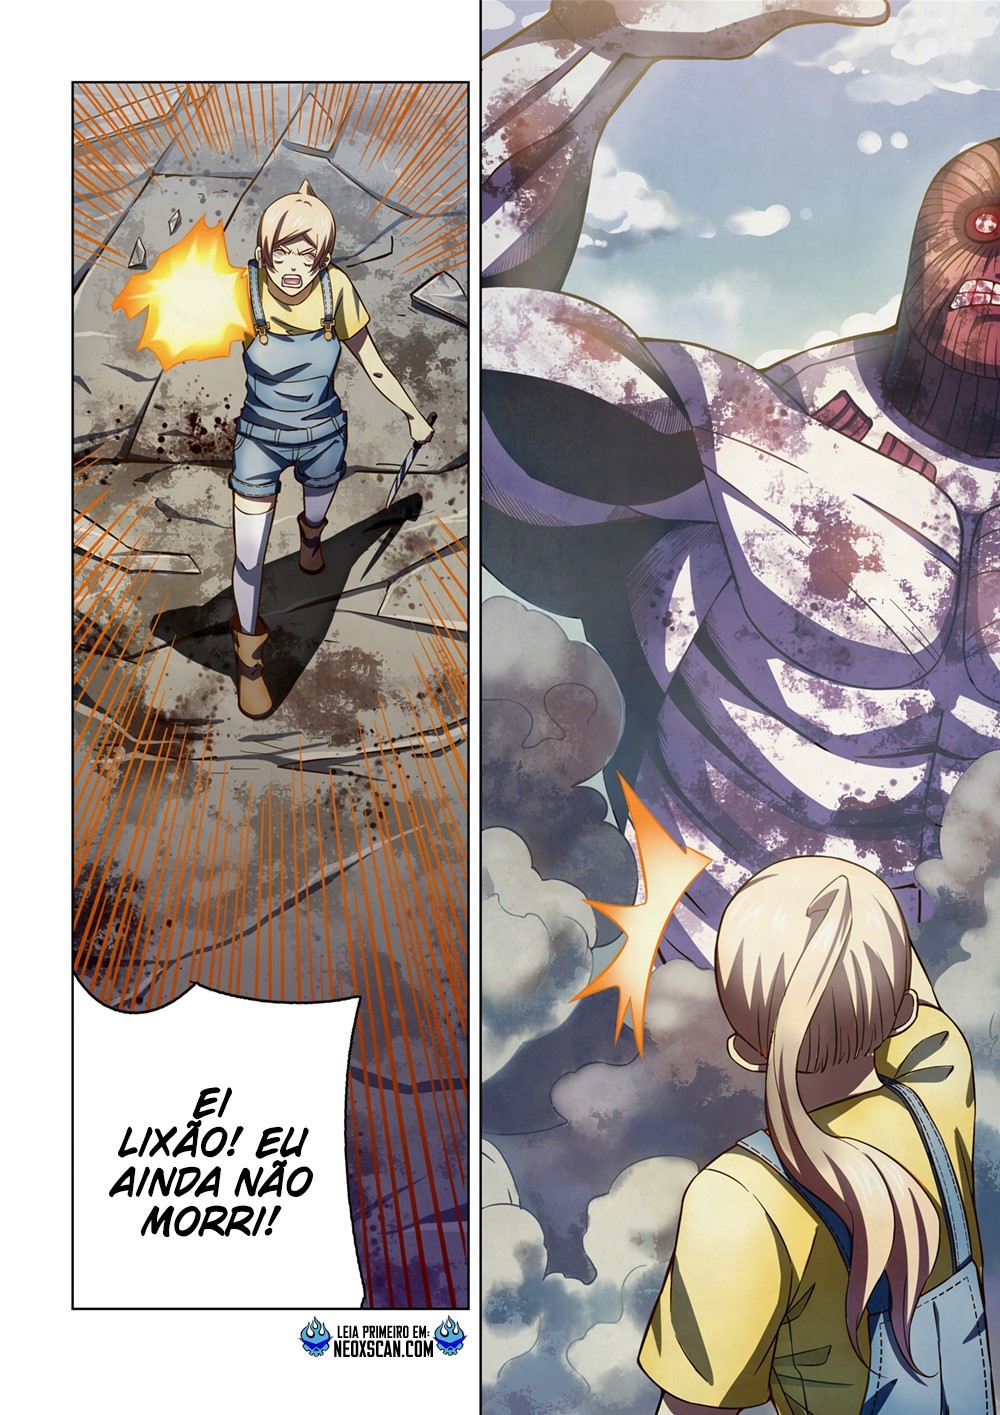 EI
LIXÃO! EU
AINDA NÃO
MORRI!
LEIA PRIMEIRO EM:
NEOXSCAN.COM